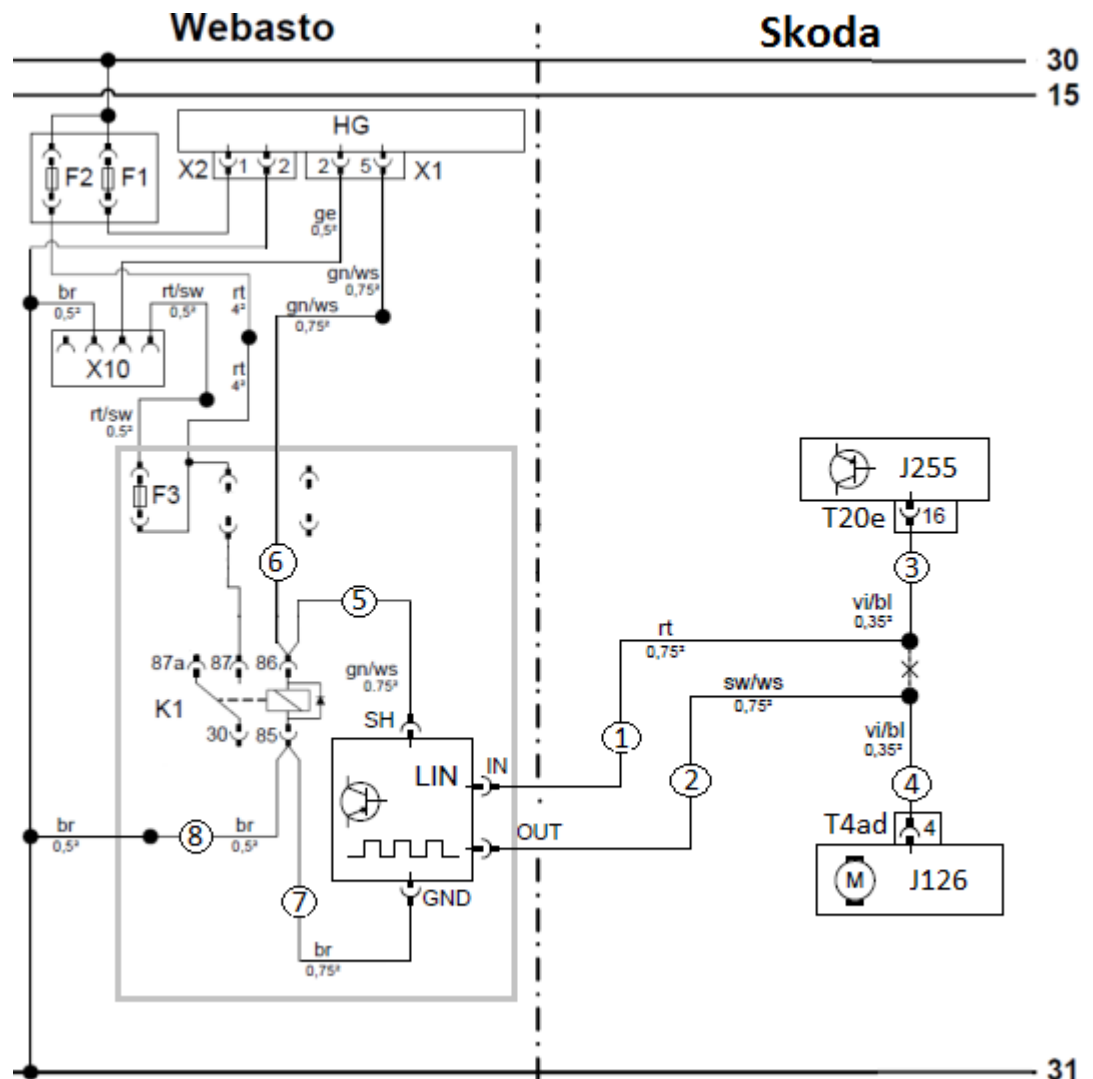 Webasto
Skoda
30
15
HG
X2 1 2 2 5 X1
F2 F1
ge
0,5²
gn/ws
0,75²
gn/ws
0,75²
br
0,5²
rt/sw
0,5²
rt
4²
X10
rt
4²
rt/sw
0.5²
F3
J255
T20e 16
6
3
5
vi/bl
0,35²
rt
0,75²
87a 87 86
gn/ws
0.75²
sw/ws
0,75²
K1
30 85
SH
1
vi/bl
0,35²
LIN
IN
2
4
br
0,5²
8
br
0,5²
OUT
T4ad 4
M
J126
7
GND
br
0,75²
31